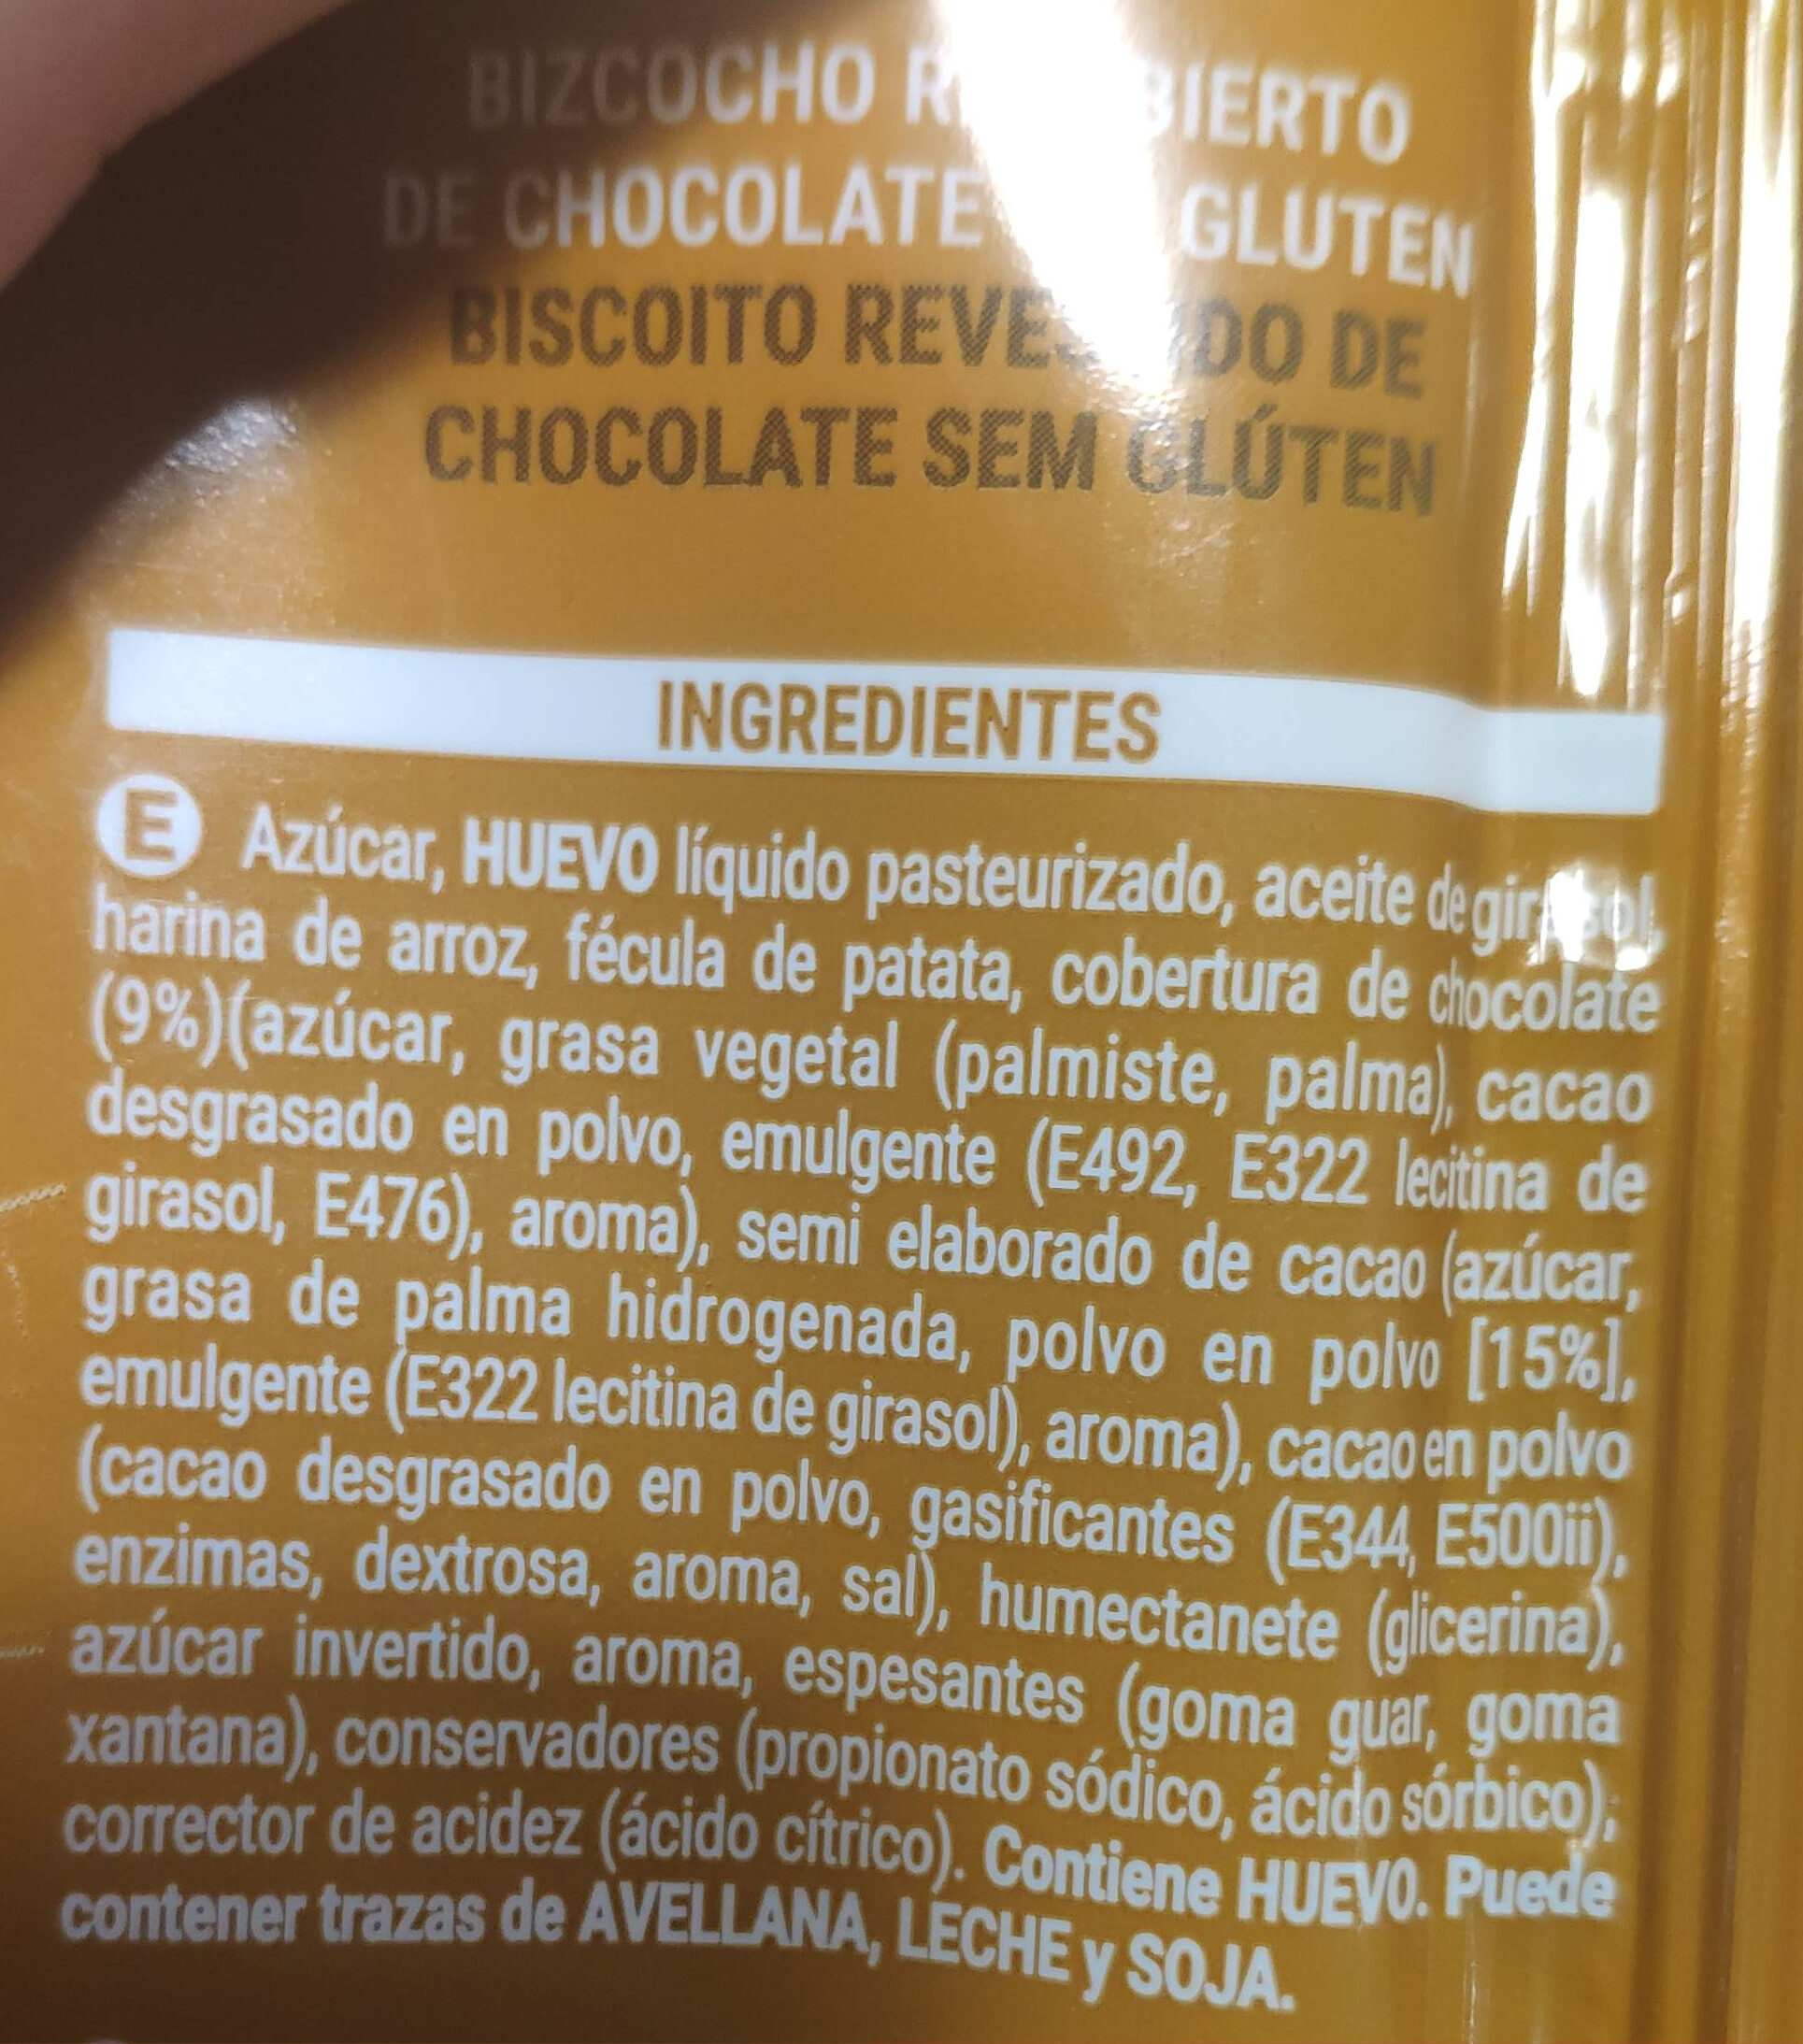 BIZCOCHO
DE CHOCOLATE GLUTEN
BISCOITO DE
CHOCOLATE SEM GLÚTEN
INGREDIENTES
E Azúcar, HUEVO líquido pasteurizado, aceite de girasol,
harina de arroz, fécula de patata, cobertura de chocolate
(9%)(azúcar, grasa vegetal (palmiste, palma), cacao
desgrasado en polvo, emulgente (E492, E322 lecitina de
girasol, E476), aroma), semi elaborado de cacao (azúcar,
grasa de palma hidrogenada, polvo en polvo [15%],
emulgente (E322 lecitina de girasol), aroma), cacao en polvo
(cacao desgrasado en polvo, gasificantes (E344, E500ii),
enzimas, dextrosa, aroma, sal), humectanete (glicerina),
azúcar invertido, aroma, espesantes (goma guar, goma
xantana), conservadores (propionato sódico, ácido sórbico);
corrector de acidez (ácido cítrico). Contiene HUEVO. Puede
contener trazas de AVELLANA, LECHE y SOJA.